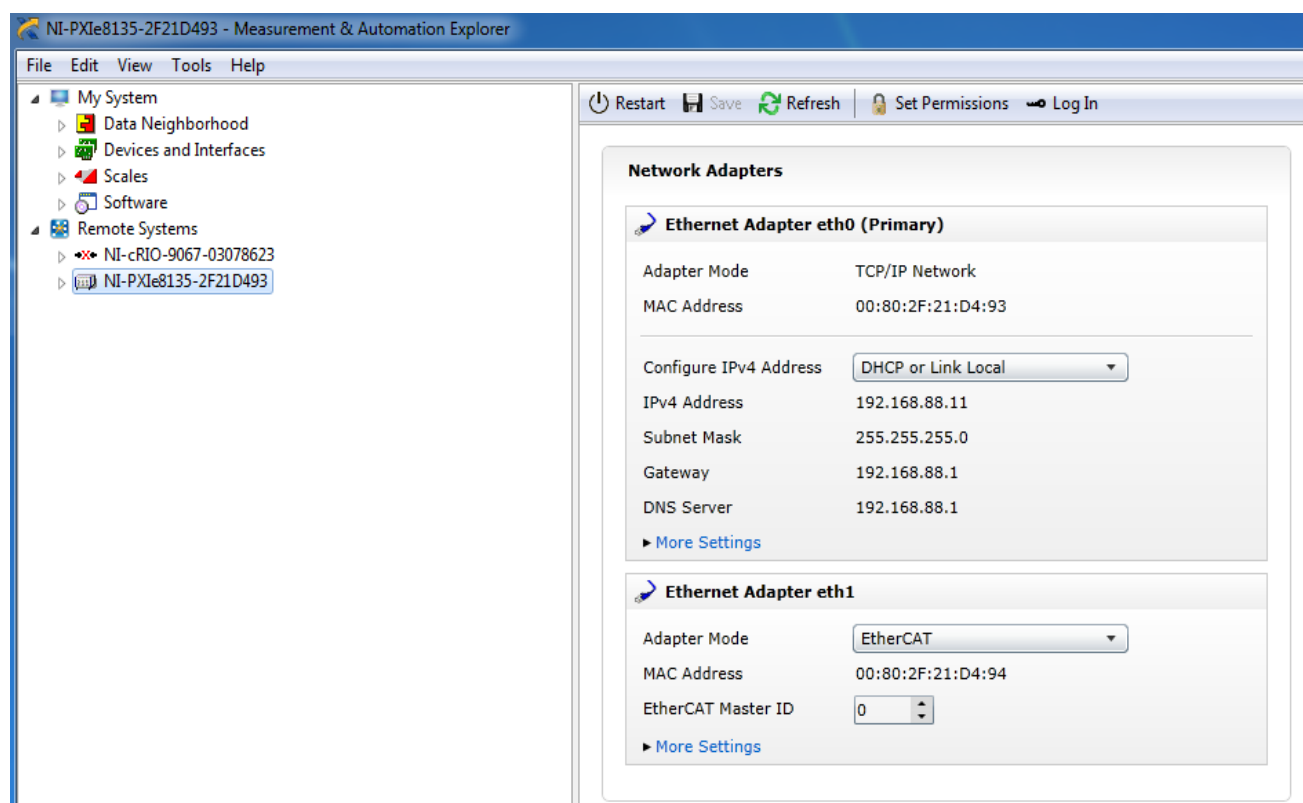 NI-PXIe8135-2F21D493 - Measurement & Automation Explorer
File Edit View Tools Help
My System
Data Neighborhood
Devices and Interfaces
Scales
Software
Remote Systems
NI-cRIO-9067-03078623
NI-PXIe8135-2F21D493
Restart Save Refresh Set Permissions Log In
Network Adapters
Ethernet Adapter eth0 (Primary)
Adapter Mode TCP/IP Network
MAC Address 00:80:2F:21:D4:93
Configure IPv4 Address DHCP or Link Local
IPv4 Address 192.168.88.11
Subnet Mask 255.255.255.0
Gateway 192.168.88.1
DNS Server 192.168.88.1
More Settings
Ethernet Adapter eth1
Adapter Mode EtherCAT
MAC Address 00:80:2F:21:D4:94
EtherCAT Master ID 0
More Settings